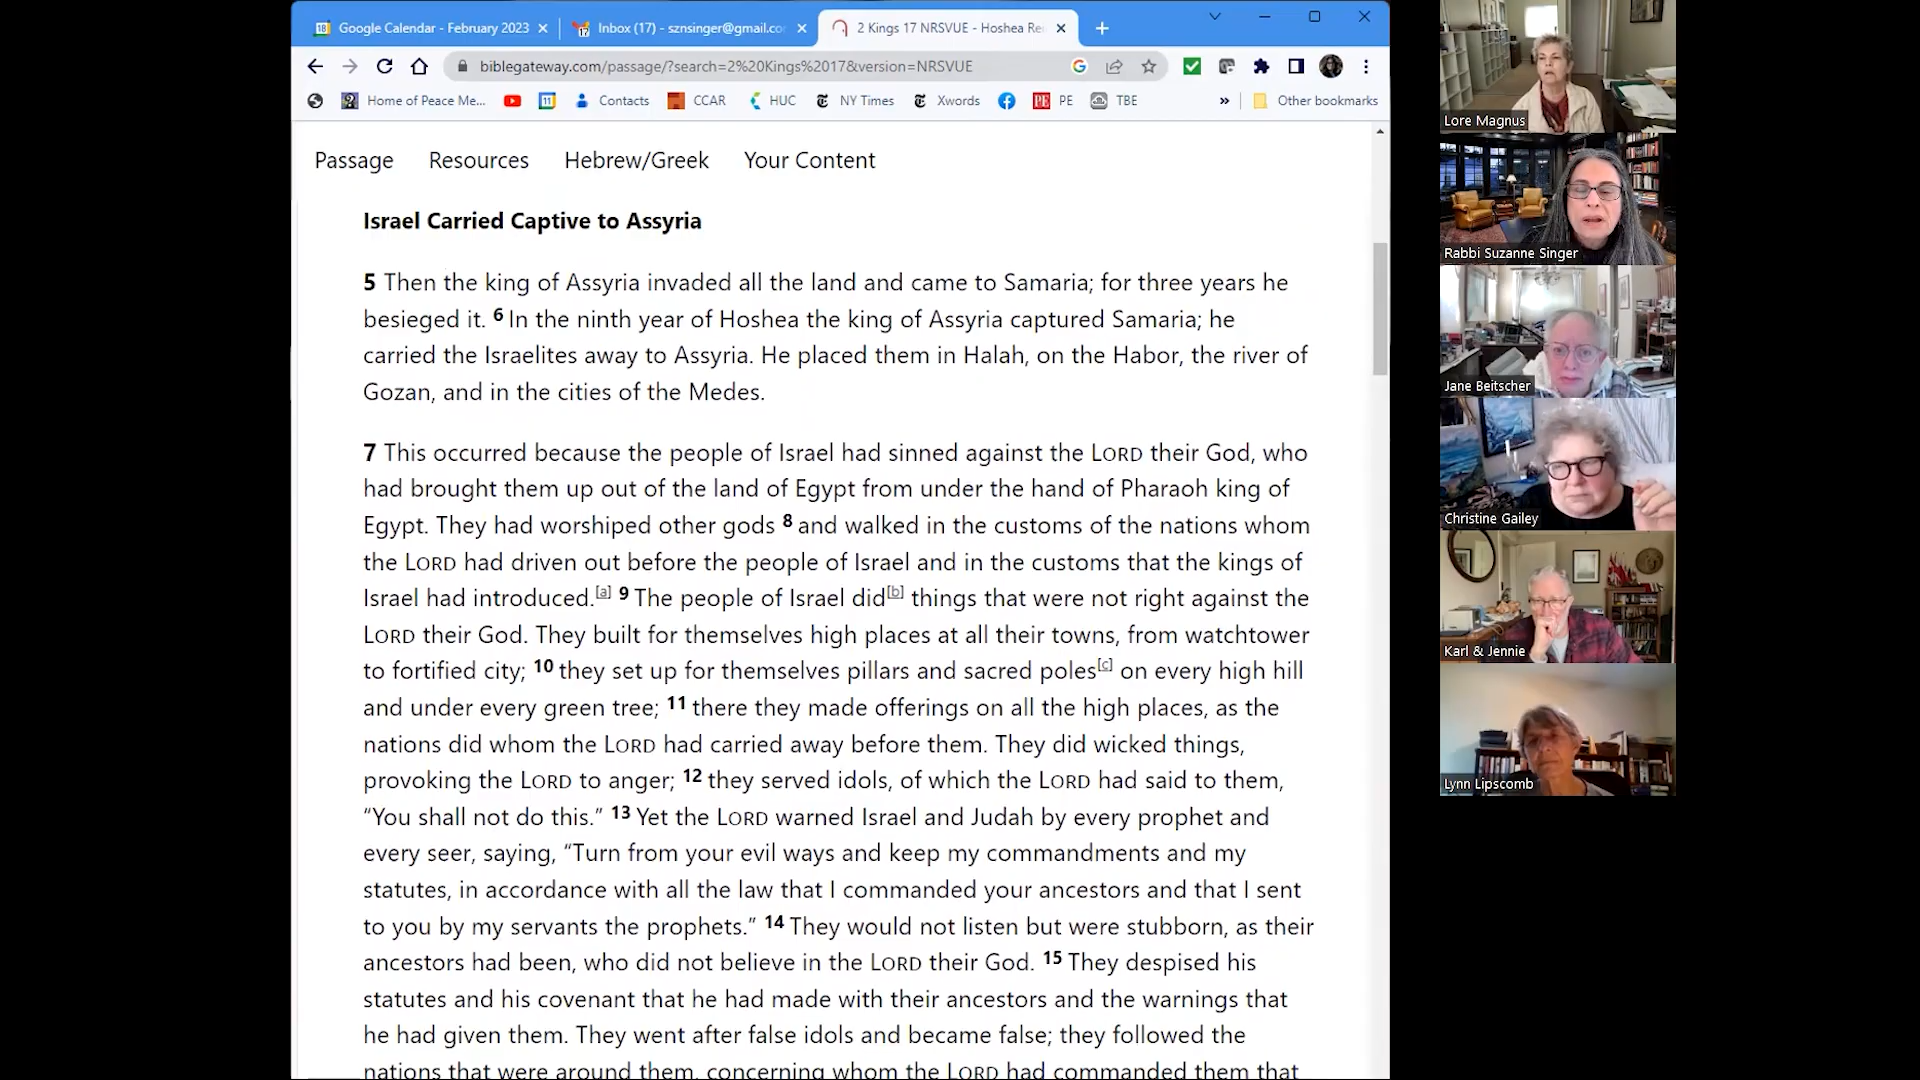 Google Calendar - February 2023
Inbox (17) - sznsinger@gmail.co
2 Kings 17 NRSVUE - Hoshea Re
biblegateway.com/passage/?search=2%20Kings%2017&version=NRSVUE
Home of Peace Me...
Contacts
CCAR
HUC
NY Times
Xwords
PE
TBE
Other bookmarks
Passage
Resources
Hebrew/Greek
Your Content
Israel Carried Captive to Assyria
5 Then the king of Assyria invaded all the land and came to Samaria; for three years he
besieged it. 6 In the ninth year of Hoshea the king of Assyria captured Samaria; he
carried the Israelites away to Assyria. He placed them in Halah, on the Habor, the river of
Gozan, and in the cities of the Medes.
7 This occurred because the people of Israel had sinned against the LORD their God, who
had brought them up out of the land of Egypt from under the hand of Pharaoh king of
Egypt. They had worshiped other gods 8 and walked in the customs of the nations whom
the LORD had driven out before the people of Israel and in the customs that the kings of
Israel had introduced.[a] 9 The people of Israel did[b] things that were not right against the
LORD their God. They built for themselves high places at all their towns, from watchtower
to fortified city; 10 they set up for themselves pillars and sacred poles[c] on every high hill
and under every green tree; 11 there they made offerings on all the high places, as the
nations did whom the LORD had carried away before them. They did wicked things,
provoking the LORD to anger; 12 they served idols, of which the LORD had said to them,
“You shall not do this.” 13 Yet the LORD warned Israel and Judah by every prophet and
every seer, saying, “Turn from your evil ways and keep my commandments and my
statutes, in accordance with all the law that I commanded your ancestors and that I sent
to you by my servants the prophets.” 14 They would not listen but were stubborn, as their
ancestors had been, who did not believe in the LORD their God. 15 They despised his
statutes and his covenant that he had made with their ancestors and the warnings that
he had given them. They went after false idols and became false; they followed the
nations that were around them, concerning whom the LORD had commanded them that
Lore Magnus
Rabbi Suzanne Singer
Jane Beitscher
Christine Gailey
Karl & Jennie
Lynn Lipscomb